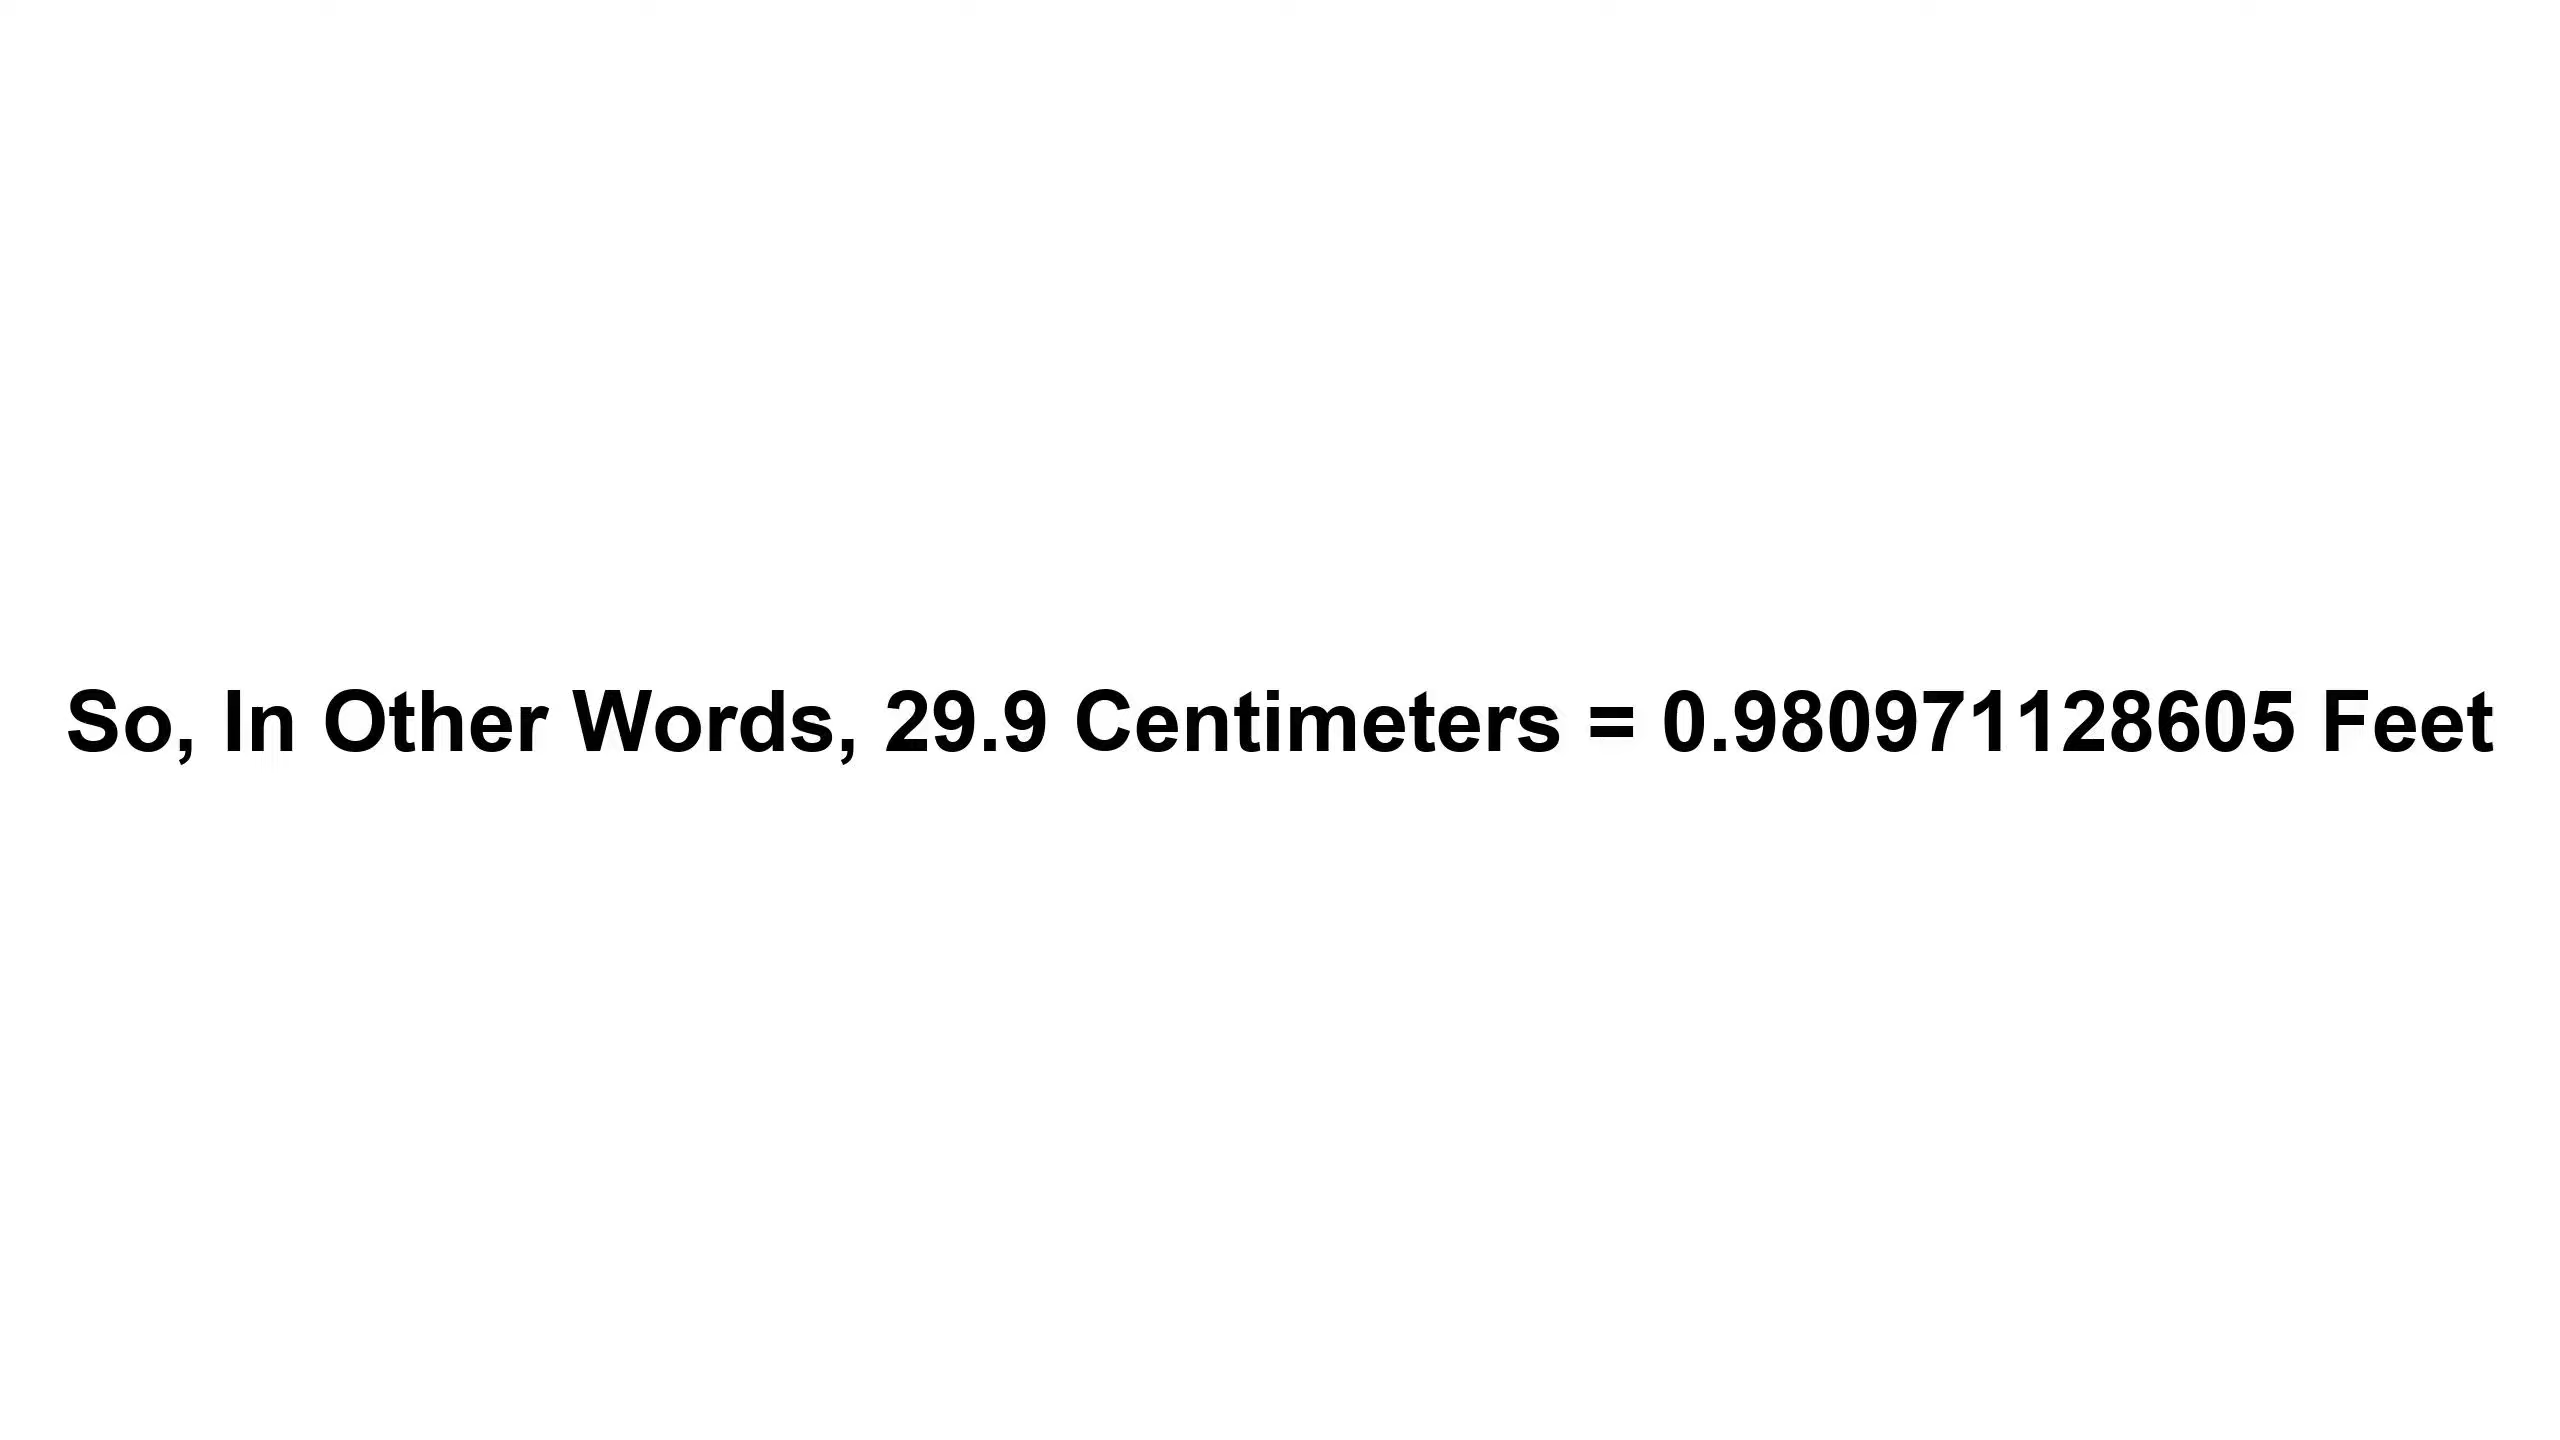 So, In Other Words, 29.9 Centimeters = 0.980971128605 Feet